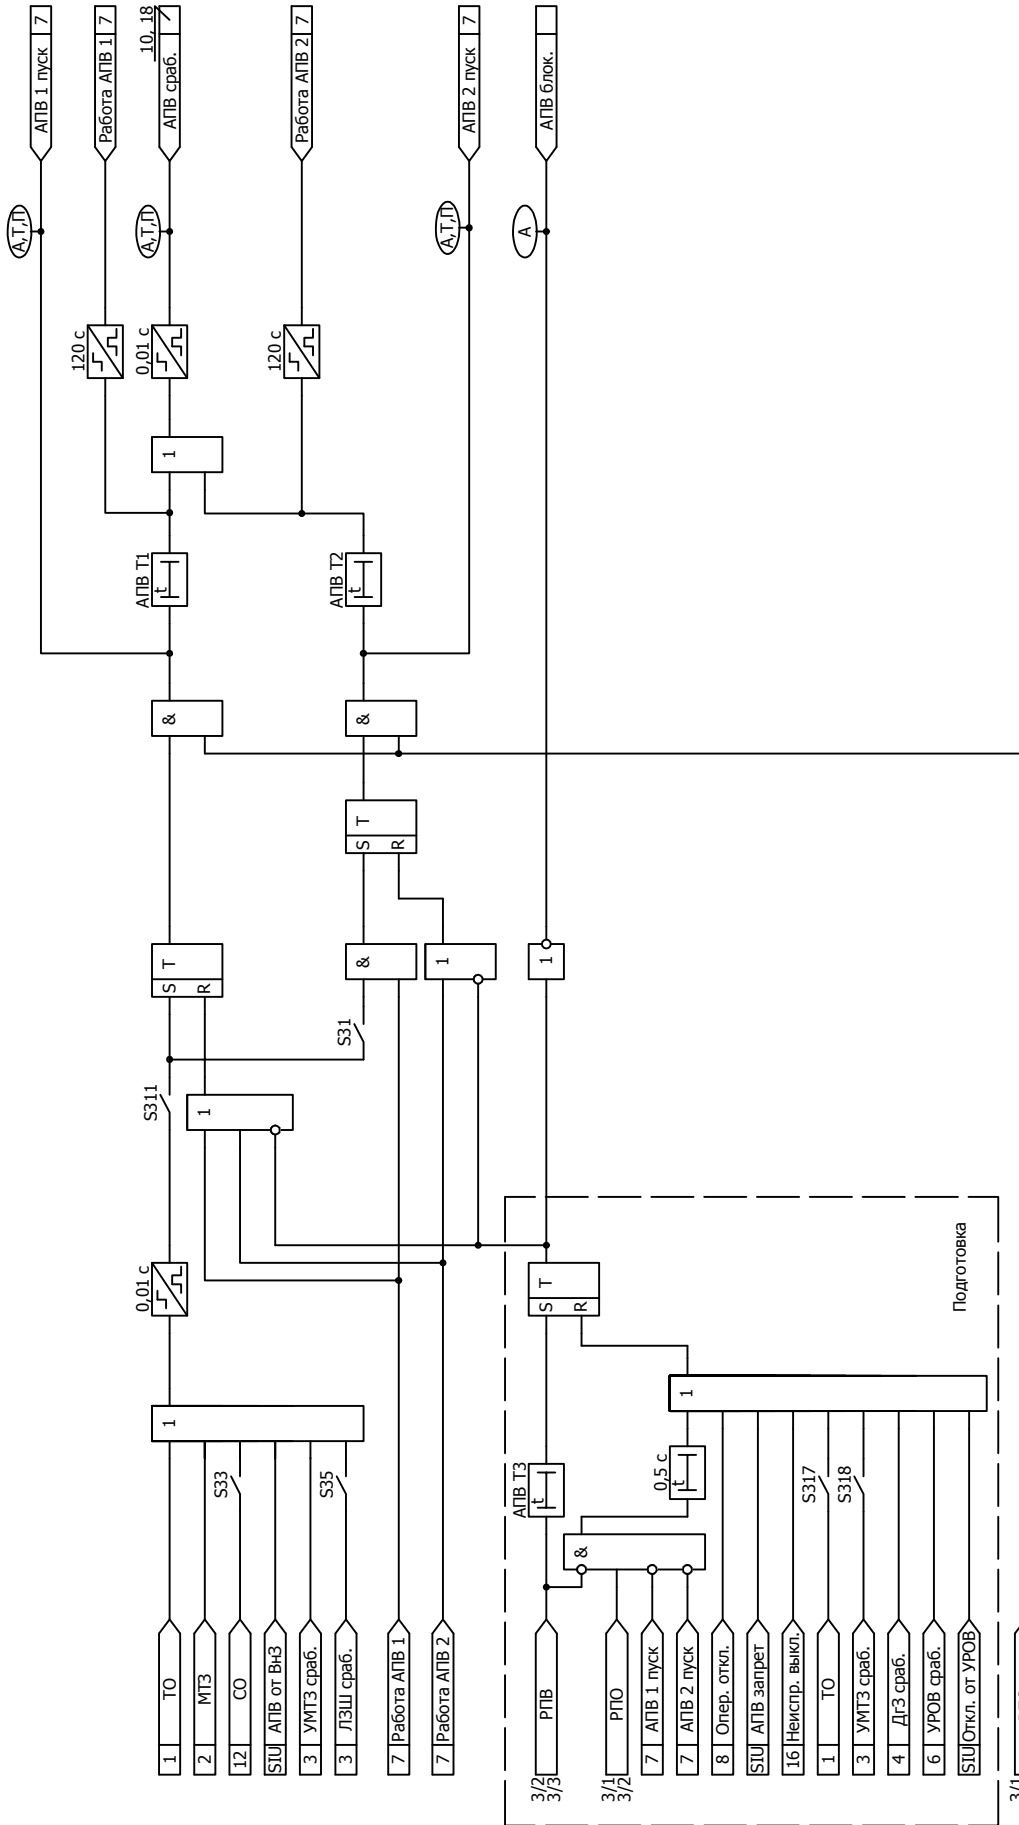 АПВ 1 пуск 7
Работа АПВ 1 7
АПВ сраб. 10, 18
Работа АПВ 2 7
АПВ 2 пуск 7
АПВ блок.
А,Т,П
А,Т,П
А,Т,П
А
120 с
0,01 с
120 с
1
АПВ Т1
t
АПВ Т2
t
&
&
S T
R
S T
R
&
1
1
S31
S311
1
0,01 с
S T
R
Подготовка
1
1
S33
S35
АПВ Т3
t
0,5 с
t
S317
S318
&
1 ТО
2 МТЗ
12 СО
SIU АПВ от ВнЗ
3 УМТЗ сраб.
3 ЛЗШ сраб.
7 Работа АПВ 1
7 Работа АПВ 2
3/2
3/3
РПВ
3/1
3/2
РПО
7 АПВ 1 пуск
7 АПВ 2 пуск
8 Опер. откл.
SIU АПВ запрет
16 Неиспр. выкл.
1 ТО
3 УМТЗ сраб.
4 ДгЗ сраб.
6 УРОВ сраб.
SIU Откл. от УРОВ
3/1